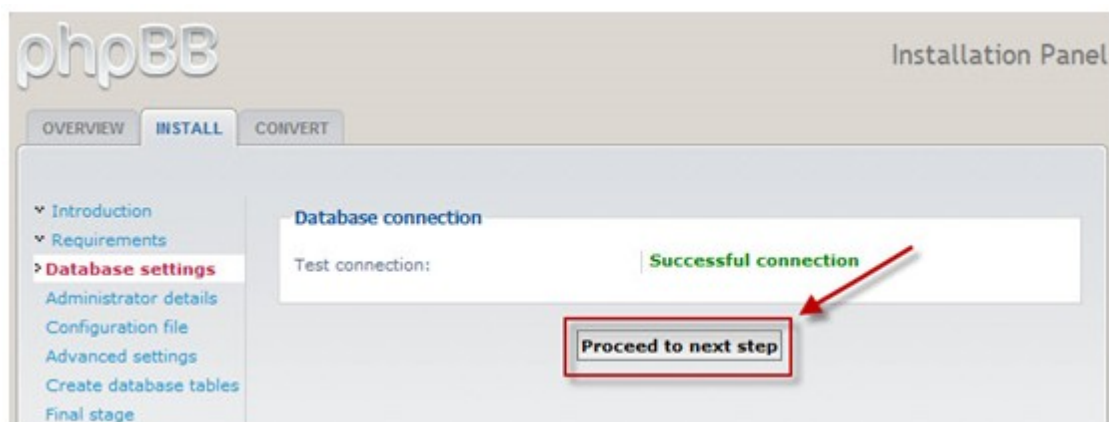 phpBB
Installation Panel
OVERVIEW INSTALL CONVERT
Introduction
Requirements
Database settings
Administrator details
Configuration file
Advanced settings
Create database tables
Final stage
Database connection
Test connection: Successful connection
Proceed to next step